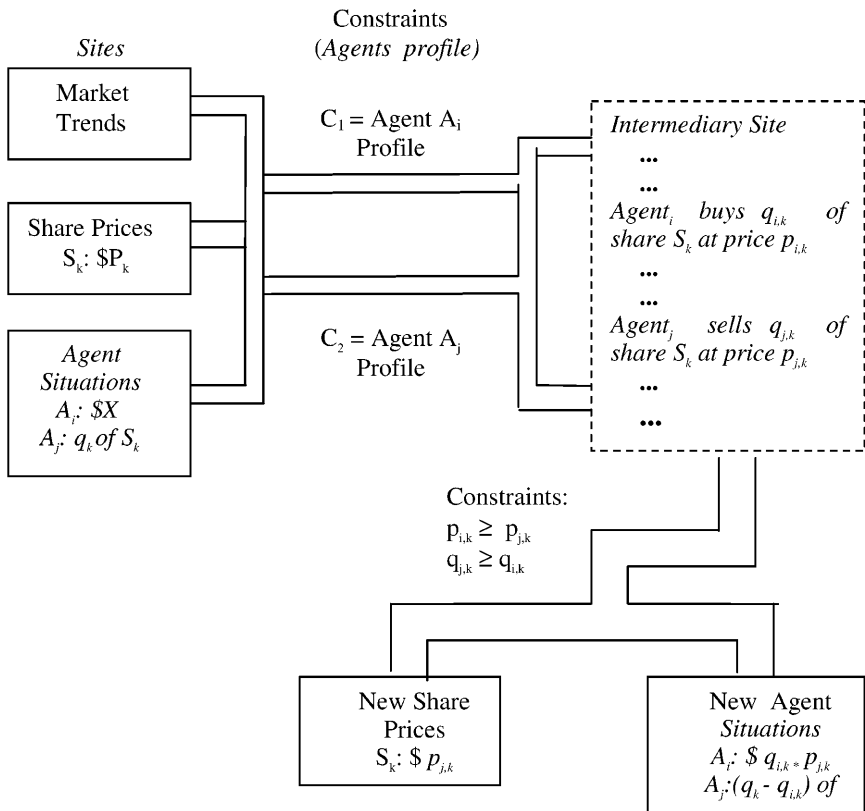 Constraints
(Agents profile)
Sites
Market
Trends
Share Prices
Sₖ: $Pₖ
Agent
Situations
Aᵢ: $X
Aⱼ: qₖ of Sₖ
C₁ = Agent Aᵢ
Profile
C₂ = Agent Aⱼ
Profile
Intermediary Site
...
...
Agentᵢ buys qᵢ,ₖ of
share Sₖ at price pᵢ,ₖ
...
...
Agentⱼ sells qⱼ,ₖ of
share Sₖ at price pⱼ,ₖ
...
...
Constraints:
pᵢ,ₖ ≥ pⱼ,ₖ
qⱼ,ₖ ≥ qᵢ,ₖ
New Share
Prices
Sₖ: $ pⱼ,ₖ
New Agent
Situations
Aᵢ: $ qᵢ,ₖ * pⱼ,ₖ
Aⱼ:(qₖ - qᵢ,ₖ) of